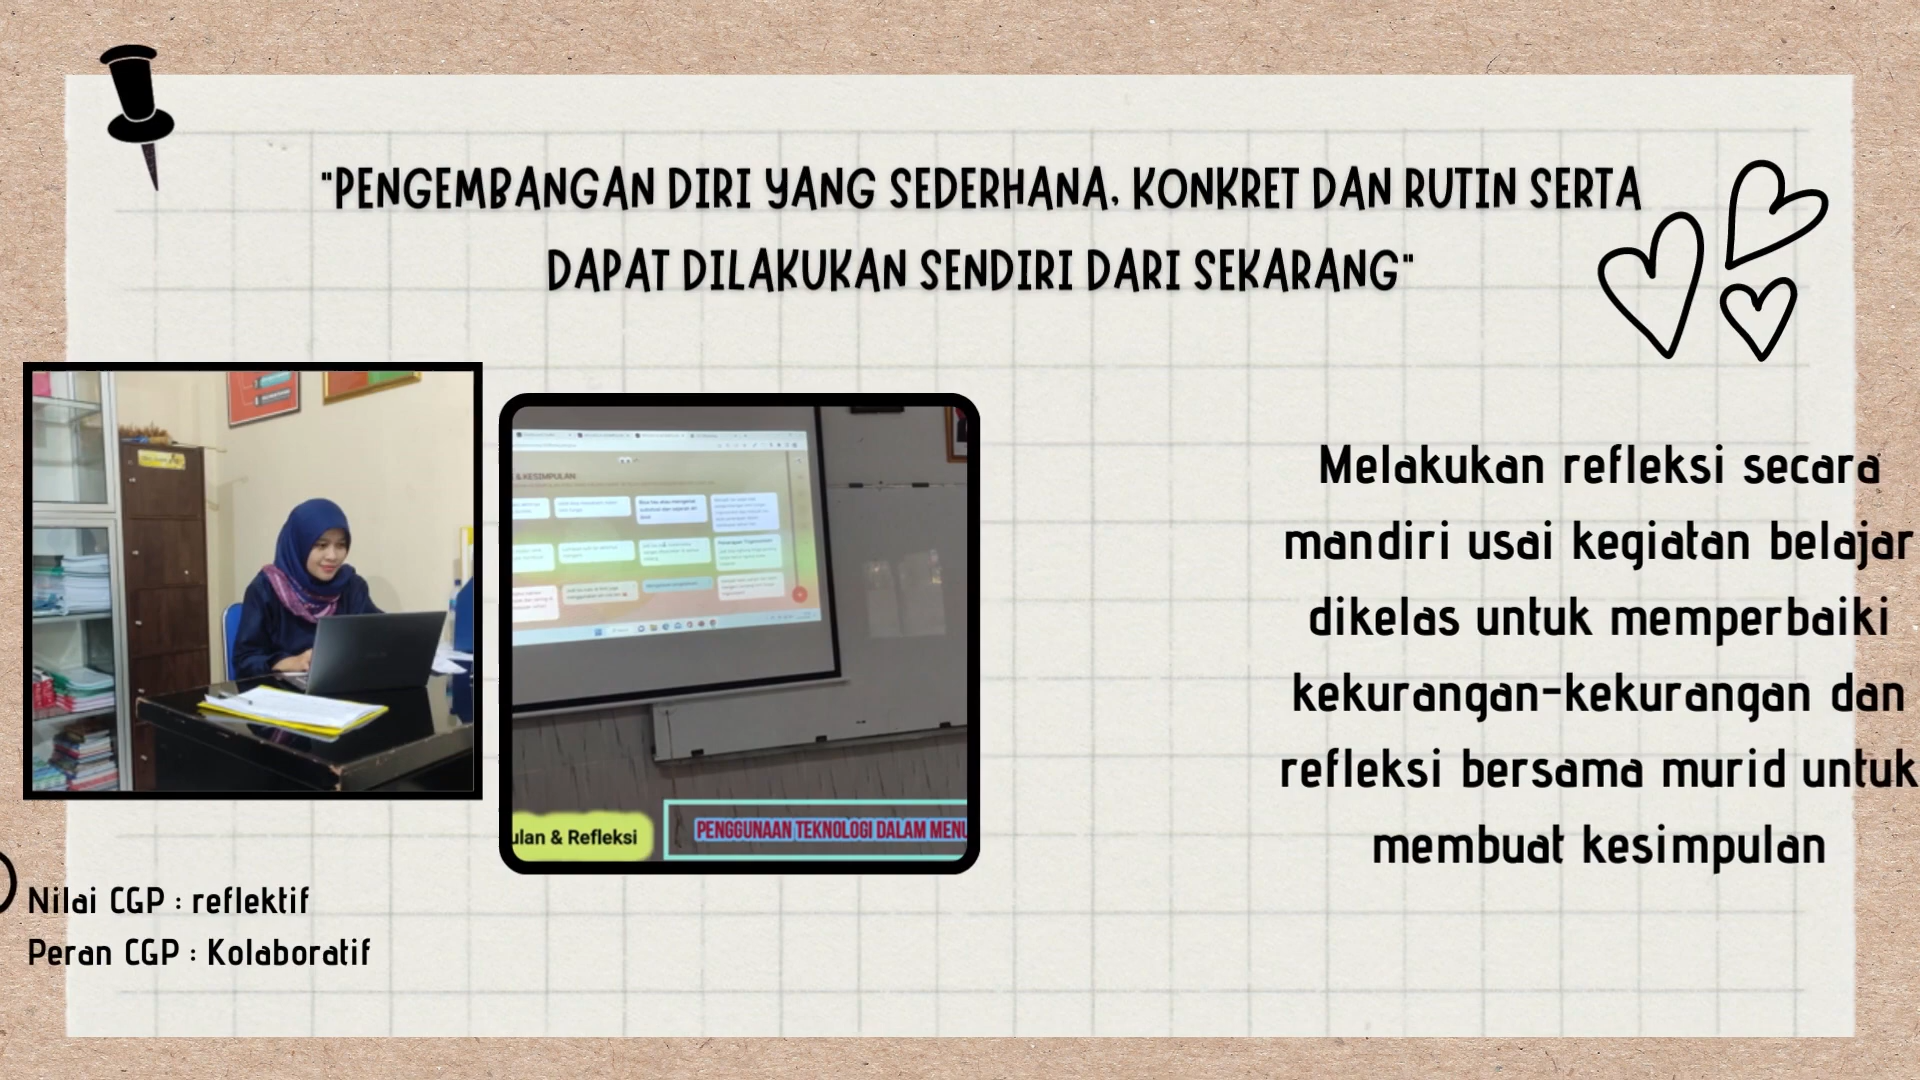 "PENGEMBANGAN DIRI YANG SEDERHANA, KONKRET DAN RUTIN SERTA
DAPAT DILAKUKAN SENDIRI DARI SEKARANG"
& KESIMPULAN
ulan & Refleksi
PENGGUNAAN TEKNOLOGI DALAM MENU
Melakukan refleksi secara
mandiri usai kegiatan belajar
dikelas untuk memperbaiki
kekurangan-kekurangan dan
refleksi bersama murid untuk
membuat kesimpulan
Nilai CGP : reflektif
Peran CGP : Kolaboratif